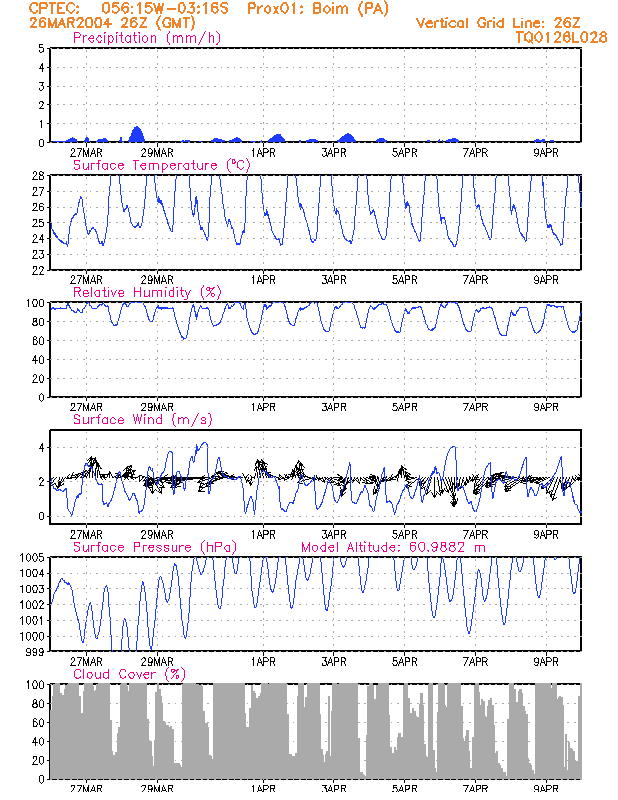 CPTEC: 056:15W-03:16S Prox01: Boim (PA)
26MAR2004 26Z (GMT) Vertical Grid Line: 26Z
Precipitation (mm/h) TQ0126L028
5
4
3
2
1
0
27MAR 29MAR 1APR 3APR 5APR 7APR 9APR
Surface Temperature (ºC)
28
27
26
25
24
23
22
27MAR 29MAR 1APR 3APR 5APR 7APR 9APR
Relative Humidity (%)
100
80
60
40
20
0
27MAR 29MAR 1APR 3APR 5APR 7APR 9APR
Surface Wind (m/s)
4
2
0
27MAR 29MAR 1APR 3APR 5APR 7APR 9APR
Surface Pressure (hPa) Model Altitude: 60.9882 m
1005
1004
1003
1002
1001
1000
999
27MAR 29MAR 1APR 3APR 5APR 7APR 9APR
Cloud Cover (%)
100
80
60
40
20
0
27MAR 29MAR 1APR 3APR 5APR 7APR 9APR